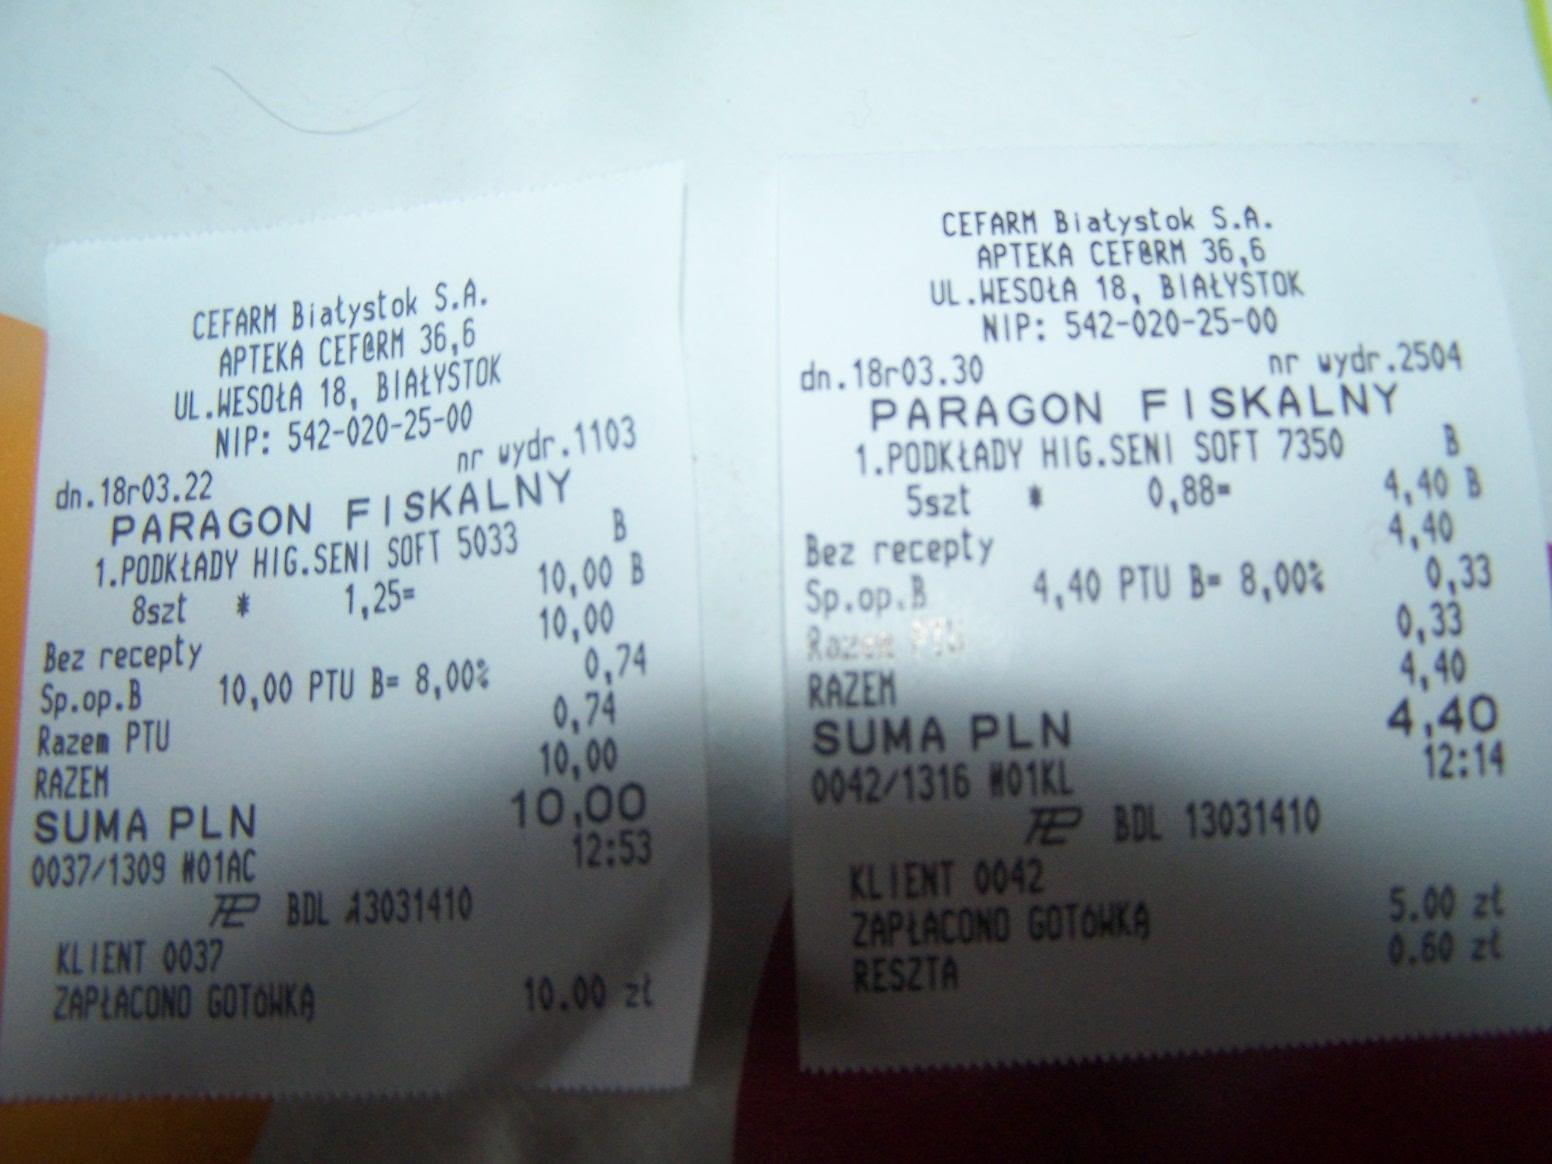 CEFARM Białystok S.A.
APTEKA CEF@RM 36,6
UL.WESOŁA 18, BIAŁYSTOK
NIP: 542-020-25-00
dn.18r03.22 nr wydr.1103
PARAGON FISKALNY
1.PODKŁADY HIG.SENI SOFT 5033 B
8szt * 1,25= 10,00 B
Bez recepty 10,00
Sp.op.B 10,00 PTU B= 8,00% 0,74
Razem PTU 0,74
RAZEM 10,00
SUMA PLN 10,00
0037/1309 W01AC 12:53
BDL 13031410
KLIENT 0037
ZAPŁACONO GOTÓWKĄ 10.00 zł
CEFARM Białystok S.A.
APTEKA CEF@RM 36,6
UL.WESOŁA 18, BIAŁYSTOK
NIP: 542-020-25-00
dn.18r03.30 nr wydr.2504
PARAGON FISKALNY
1.PODKŁADY HIG.SENI SOFT 7350 B
5szt * 0,88= 4,40 B
Bez recepty 4,40
Sp.op.B 4,40 PTU B= 8,00% 0,33
Razem PTU 0,33
RAZEM 4,40
SUMA PLN 4,40
0042/1316 W01KL 12:14
BDL 13031410
KLIENT 0042
ZAPŁACONO GOTÓWKĄ 5.00 zł
RESZTA 0.60 zł